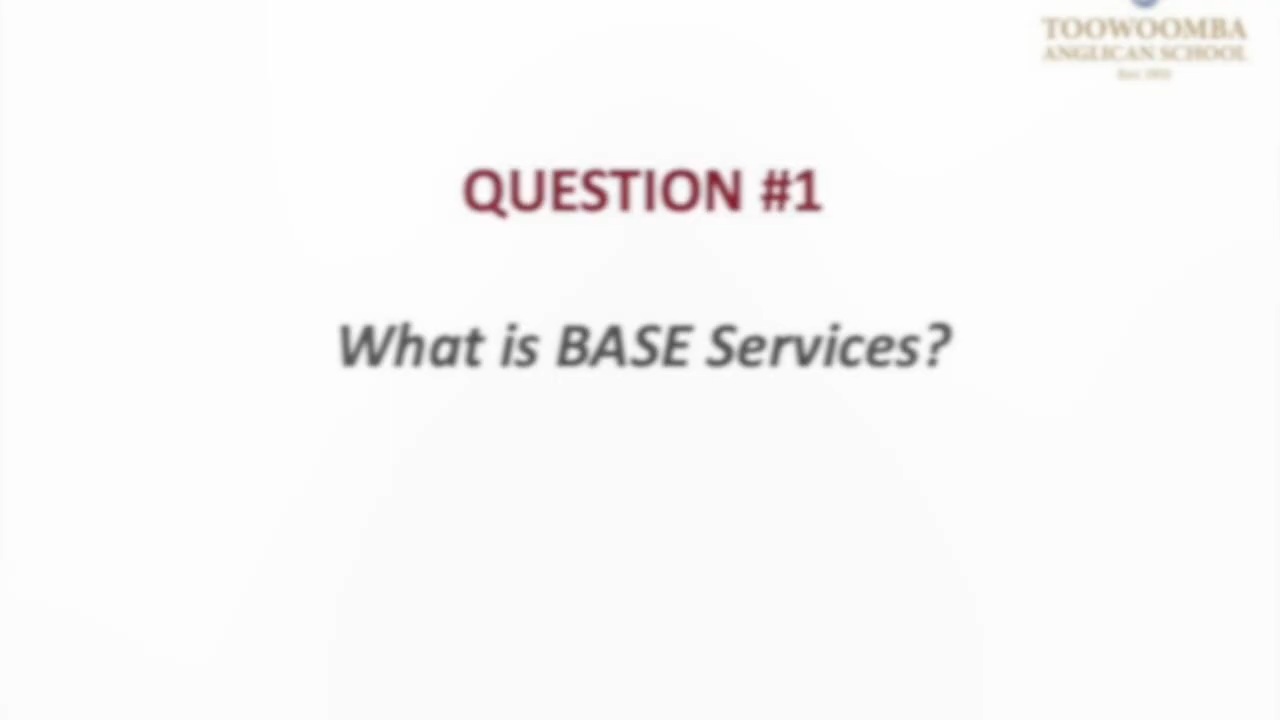 TOOWOOMBA
ANGLICAN SCHOOL
QUESTION #1
What is BASE Services?